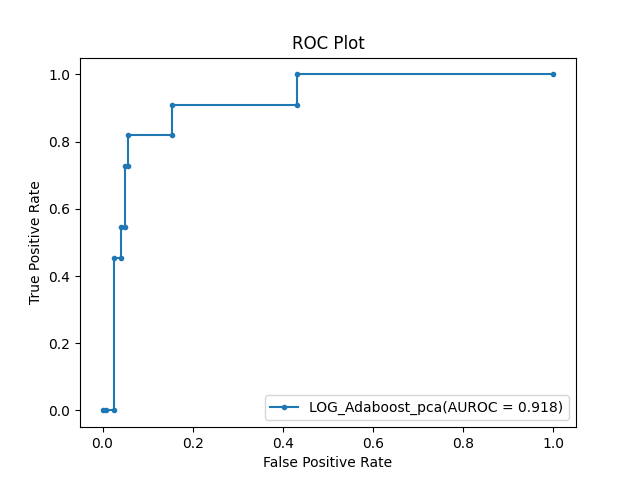 ROC Plot
True Positive Rate
1.0
0.8
0.6
0.4
0.2
0.0
LOG_Adaboost_pca(AUROC = 0.918)
0.0 0.2 0.4 0.6 0.8 1.0
False Positive Rate